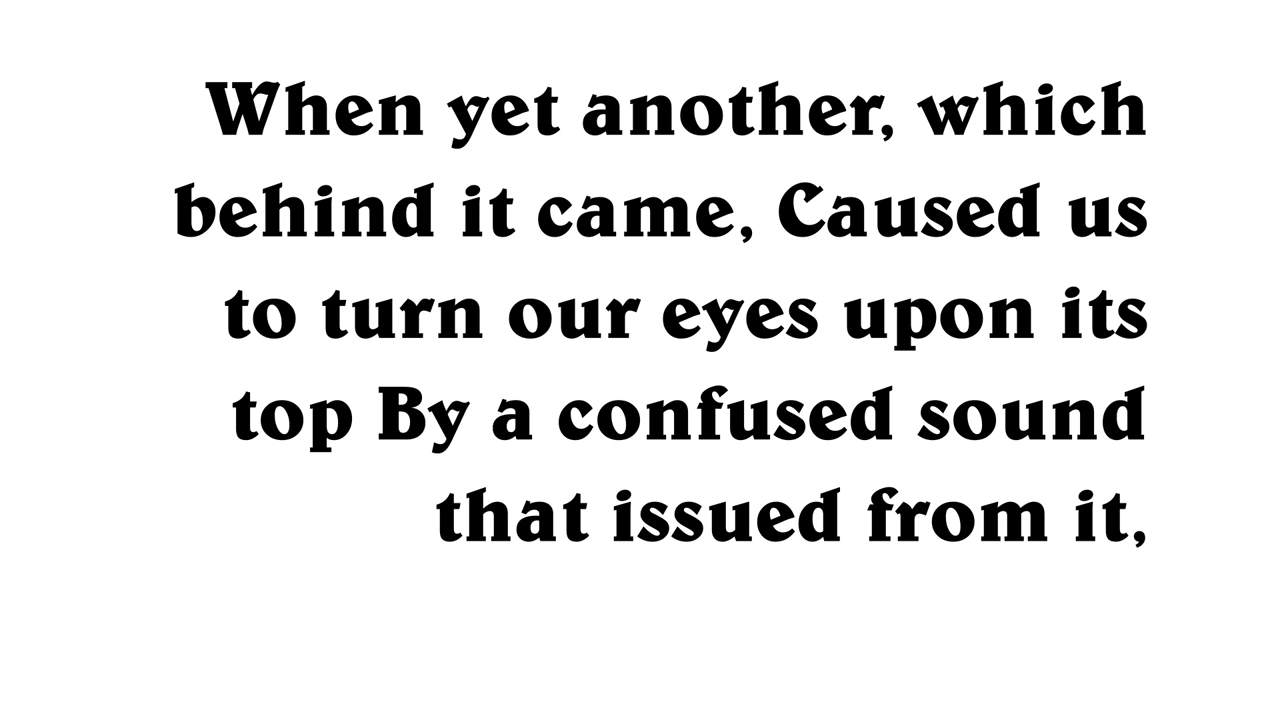 When yet another, which
behind it came, Caused us
to turn our eyes upon its
top By a confused sound
that issued from it,